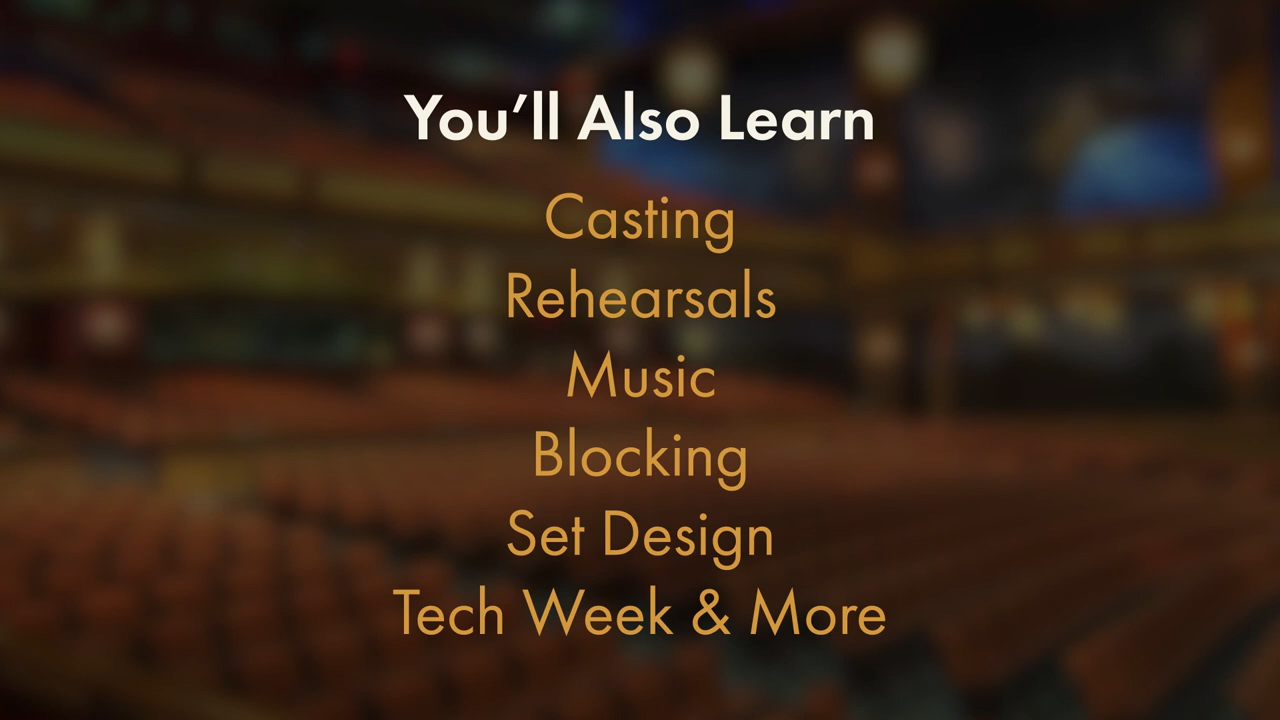 You’ll Also Learn
Casting
Rehearsals
Music
Blocking
Set Design
Tech Week & More